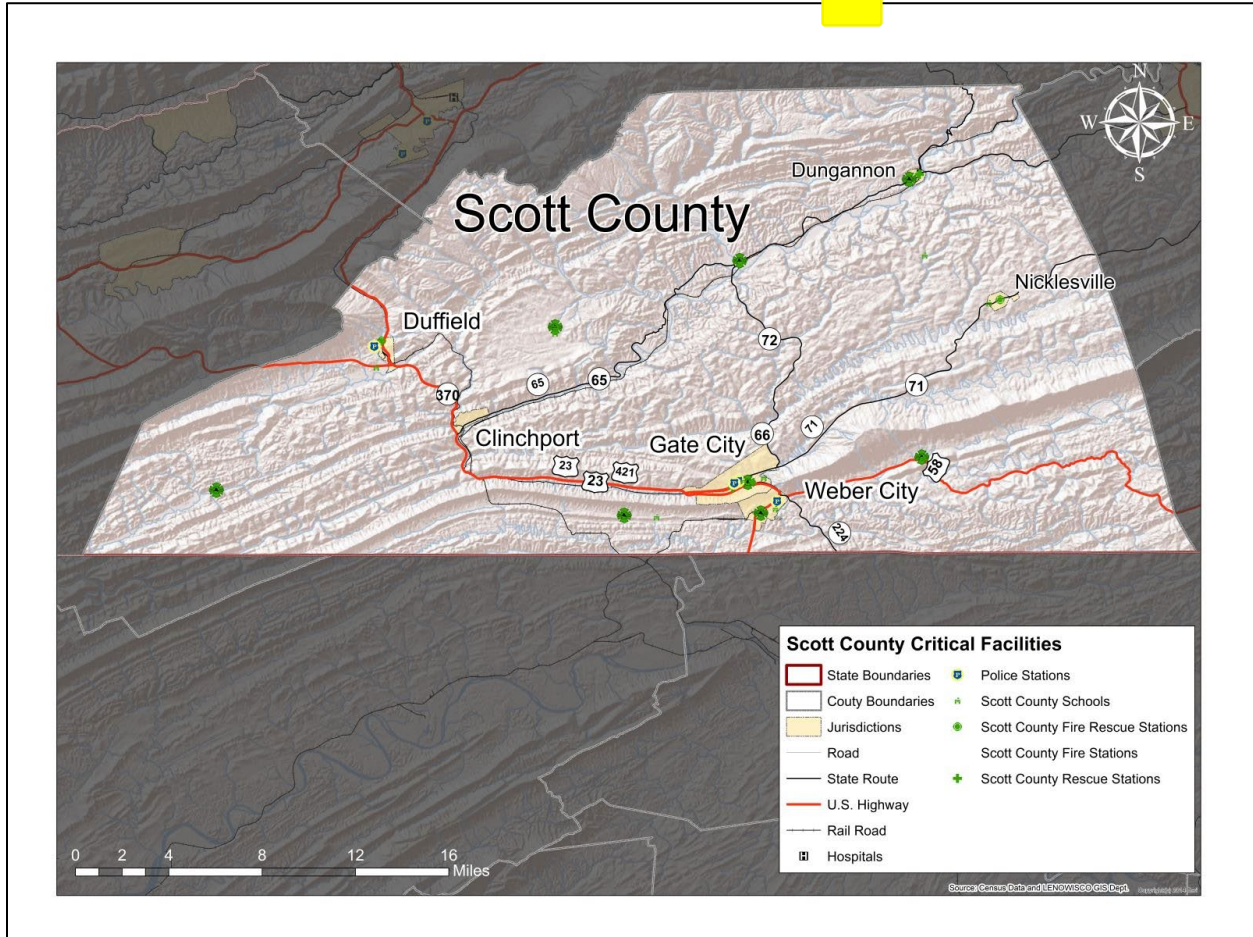 N
W E
S
Dungannon
Scott County
Nicklesville
Duffield
72
370
65
65
71
Clinchport
Gate City
66
71
23
23
421
58
Weber City
224
Scott County Critical Facilities
State Boundaries
Couty Boundaries
Jurisdictions
Road
State Route
U.S. Highway
Rail Road
H Hospitals
P Police Stations
Scott County Schools
Scott County Fire Rescue Stations
Scott County Fire Stations
Scott County Rescue Stations
0 2 4 8 12 16
Miles
Source: Census Data and LENOWISCO GIS Dept.